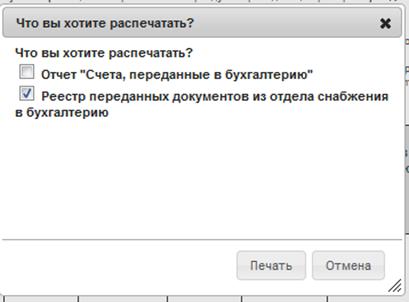 Что вы хотите распечатать?
Что вы хотите распечатать?
Отчет "Счета, переданные в бухгалтерию"
Реестр переданных документов из отдела снабжения
в бухгалтерию
Печать
Отмена